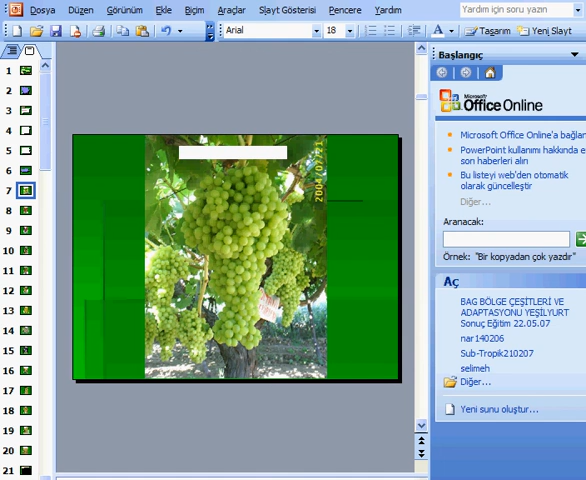 Dosya Düzen Görünüm Ekle Biçim Araçlar Slayt Gösterisi Pencere Yardım
Yardım için soru yazın
Arial
18
A
Tasarım
Yeni Slayt
1
2
3
4
5
6
7
8
9
10
11
12
13
14
15
16
17
18
19
20
21
2004/07/21
Başlangıç
Microsoft
Office Online
Microsoft Office Online'a bağlan
PowerPoint kullanımı hakkında e
son haberleri alın
Bu listeyi web'den otomatik
olarak güncelleştir
Diğer...
Aranacak:
Örnek: "Bir kopyadan çok yazdır"
Aç
BAG BÖLGE ÇEŞİTLERİ VE
ADAPTASYONU YEŞİLYURT
Sonuç Eğitim 22.05.07
nar140206
Sub-Tropik210207
selimeh
Diğer...
Yeni sunu oluştur...